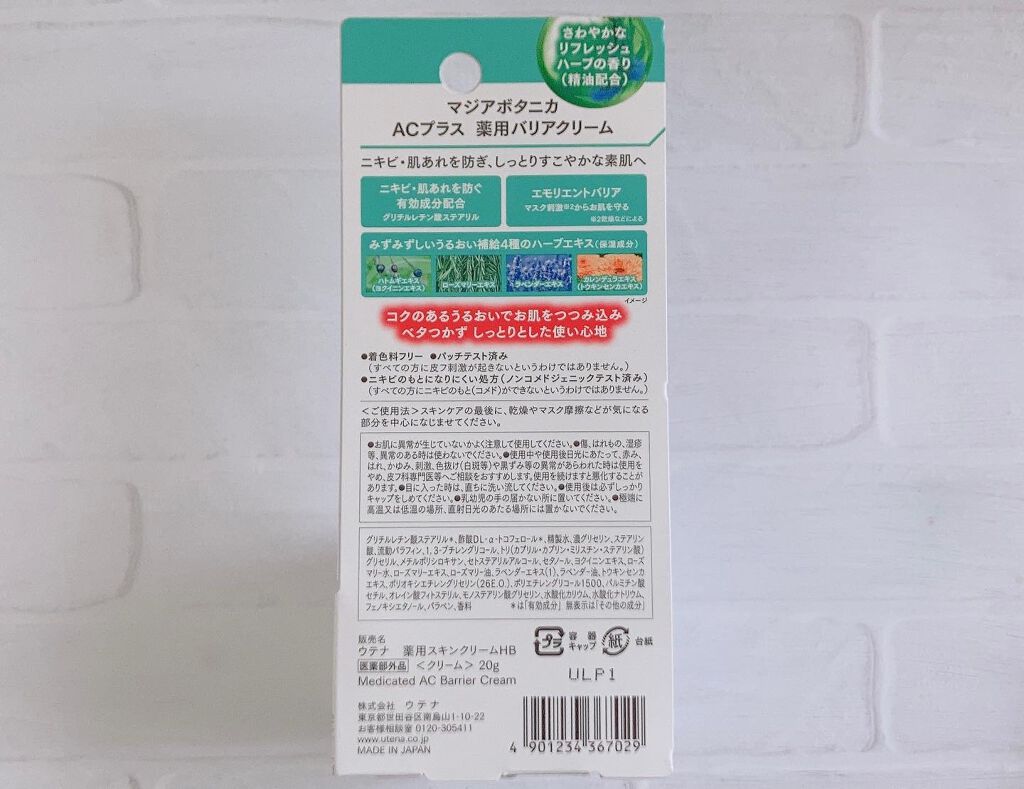 さわやかな
リフレッシュ
ハーブの香り
(精油配合)
マジアボタニカ
ACプラス 薬用バリアクリーム
ニキビ・肌あれを防ぎ、しっとりすこやかな素肌へ
ニキビ・肌あれを防ぐ
有効成分配合
グリチルレチン酸ステアリル
エモリエントバリア
マスク刺激※2からお肌を守る
※2乾燥などによる
みずみずしいうるおい補給4種のハーブエキス(保湿成分)
ハトムギエキス
(ヨクイニンエキス)
ローズマリーエキス
ラベンダーエキス
カレンデュラエキス
(トウキンセンカエキス)
イメージ
コクのあるうるおいでお肌をつつみ込み
ベタつかず しっとりとした使い心地
●着色料フリー ●パッチテスト済み
(すべての方に皮フ刺激が起きないというわけではありません。)
●ニキビのもとになりにくい処方(ノンコメドジェニックテスト済み)
(すべての方にニキビのもと(コメド)ができないというわけではありません。)
<ご使用法>スキンケアの最後に、乾燥やマスク摩擦などが気になる
部分を中心になじませてください。
●お肌に異常が生じていないかよく注意して使用してください。●傷、はれもの、湿疹
等、異常のある時は使わないでください。●使用中や使用後日光にあたって、赤み、
はれ、かゆみ、刺激、色抜け(白斑等)や黒ずみ等の異常があらわれた時は使用を
やめ、皮フ科専門医等へご相談をおすすめします。使用を続けますと悪化することが
あります。●目に入った時は、直ちに洗い流してください。●使用後は必ずしっかり
キャップをしめてください。●乳幼児の手の届かない所に置いてください。●極端に
高温又は低温の場所、直射日光のあたる場所には置かないでください。
グリチルレチン酸ステアリル*、酢酸DL-α-トコフェロール*、精製水、濃グリセリン、ステアリン
酸、流動パラフィン、1,3-ブチレングリコール、トリ(カプリル・カプリン・ミリスチン・ステアリン酸)
グリセリル、メチルポリシロキサン、セトステアリルアルコール、セタノール、ヨクイニンエキス、ローズ
マリー水、ローズマリーエキス、ローズマリー油、ラベンダーエキス(1)、ラベンダー油、トウキンセンカ
エキス、ポリオキシエチレングリセリン(26E.O.)、ポリエチレングリコール1500、パルミチン酸
セチル、オレイン酸フィトステリル、モノステアリン酸グリセリン、水酸化カリウム、水酸化ナトリウム、
フェノキシエタノール、パラベン、香料 *は「有効成分」 無表示は「その他の成分」
販売名
ウテナ 薬用スキンクリームHB
医薬部外品 <クリーム> 20g
Medicated AC Barrier Cream
プラ
容器
キャップ
紙
台紙
ULP1
株式会社 ウテナ
東京都世田谷区南烏山1-10-22
お客様相談室 0120-305411
www.utena.co.jp
MADE IN JAPAN
4 901234 367029